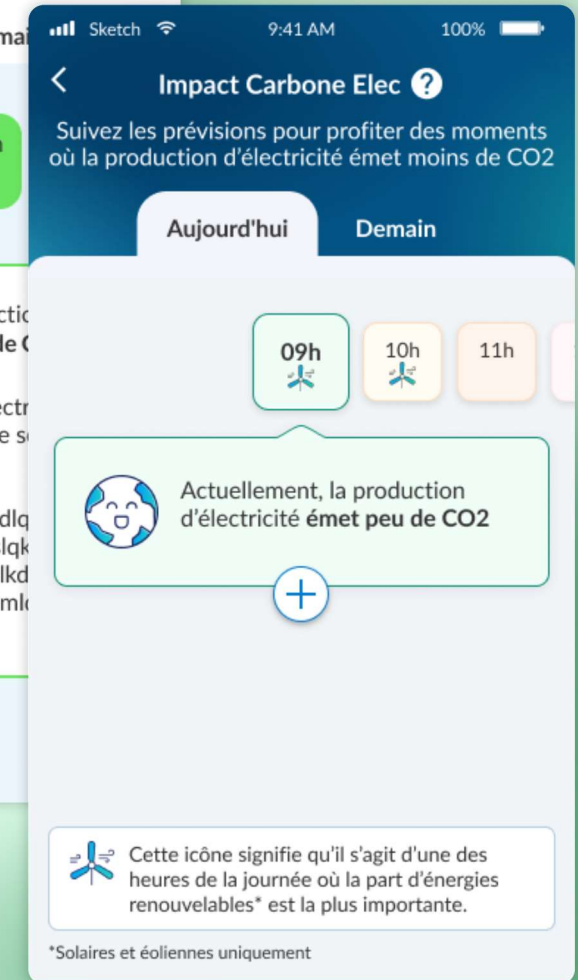 Sketch 9:41 AM 100%
Impact Carbone Elec ?
Suivez les prévisions pour profiter des moments
où la production d’électricité émet moins de CO2
Aujourd'hui Demain
09h 10h 11h
Actuellement, la production
d’électricité émet peu de CO2
Cette icône signifie qu’il s’agit d’une des
heures de la journée où la part d’énergies
renouvelables* est la plus importante.
*Solaires et éoliennes uniquement